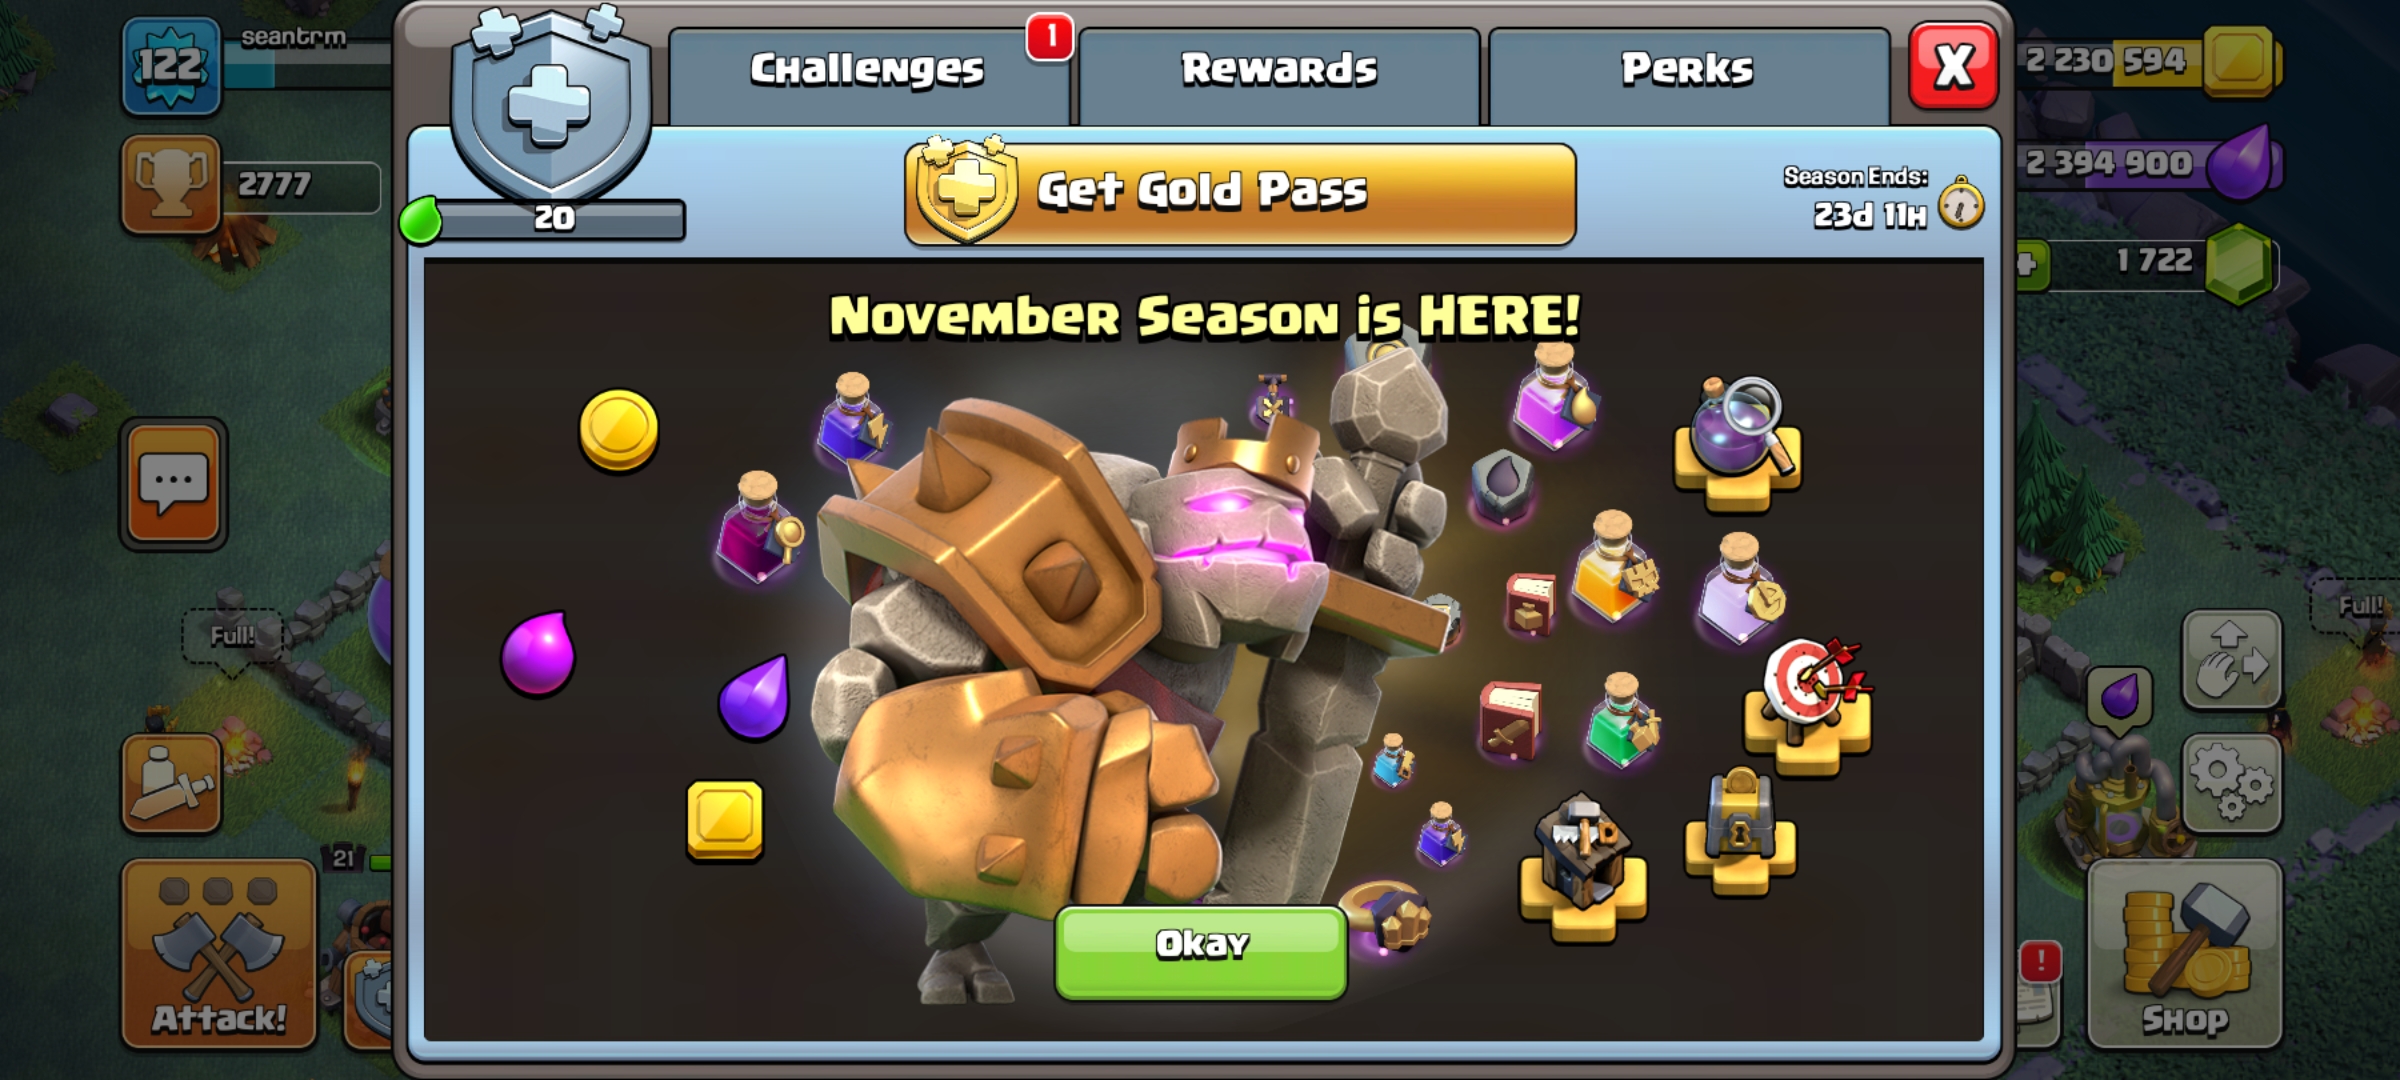 122
seantrm
Challenges
1
Rewards
Perks
X
2 230 594
2777
20
Get Gold Pass
Season Ends:
23d 11H
2 394 900
1 722
November Season is HERE!
Full!
Full!
21
Attack!
Okay
!
Shop